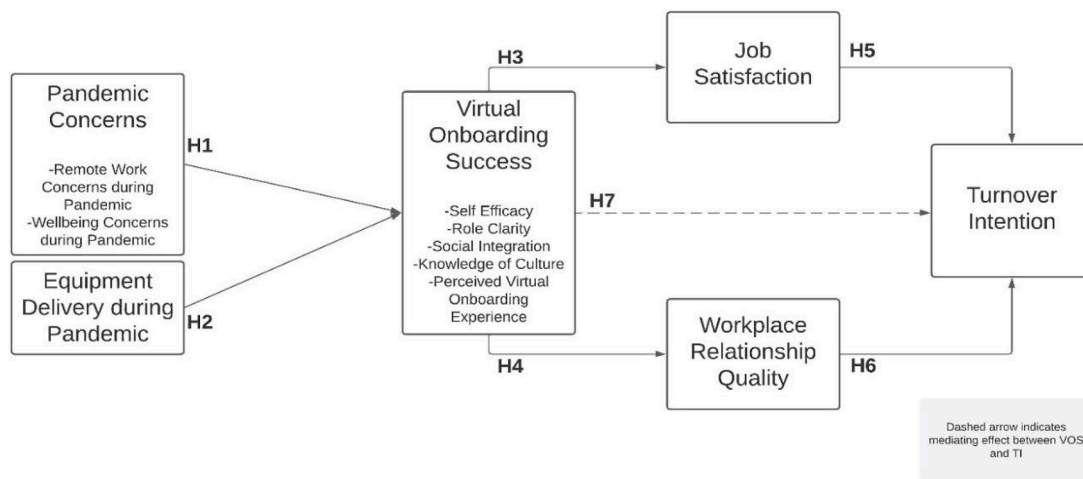 Pandemic
Concerns
-Remote Work
Concerns during
Pandemic
-Wellbeing Concerns
during Pandemic
H1
Equipment
Delivery during
Pandemic
H2
Virtual
Onboarding
Success
-Self Efficacy
-Role Clarity
-Social Integration
-Knowledge of Culture
-Perceived Virtual
Onboarding
Experience
H3
Job
Satisfaction
H5
H7
H4
Workplace
Relationship
Quality
H6
Turnover
Intention
Dashed arrow indicates
mediating effect between VOS
and TI